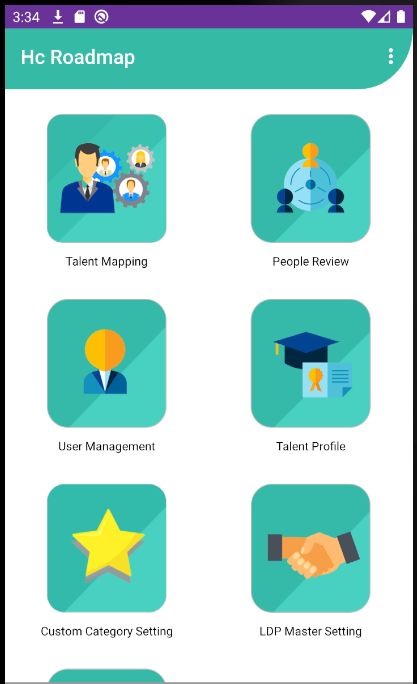 3:34
Hc Roadmap
Talent Mapping
People Review
User Management
Talent Profile
Custom Category Setting
LDP Master Setting